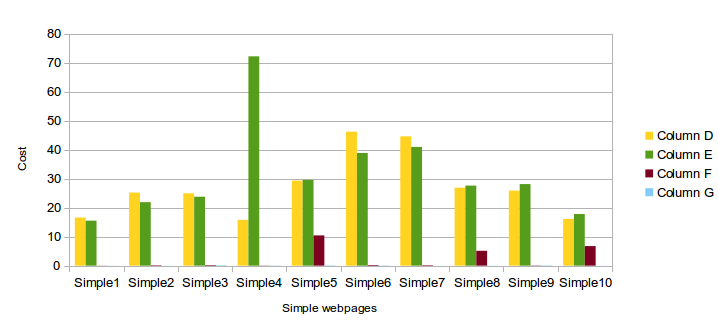 80
70
60
50
40
30
20
10
0
Cost
Simple1 Simple2 Simple3 Simple4 Simple5 Simple6 Simple7 Simple8 Simple9 Simple10
Simple webpages
Column D
Column E
Column F
Column G